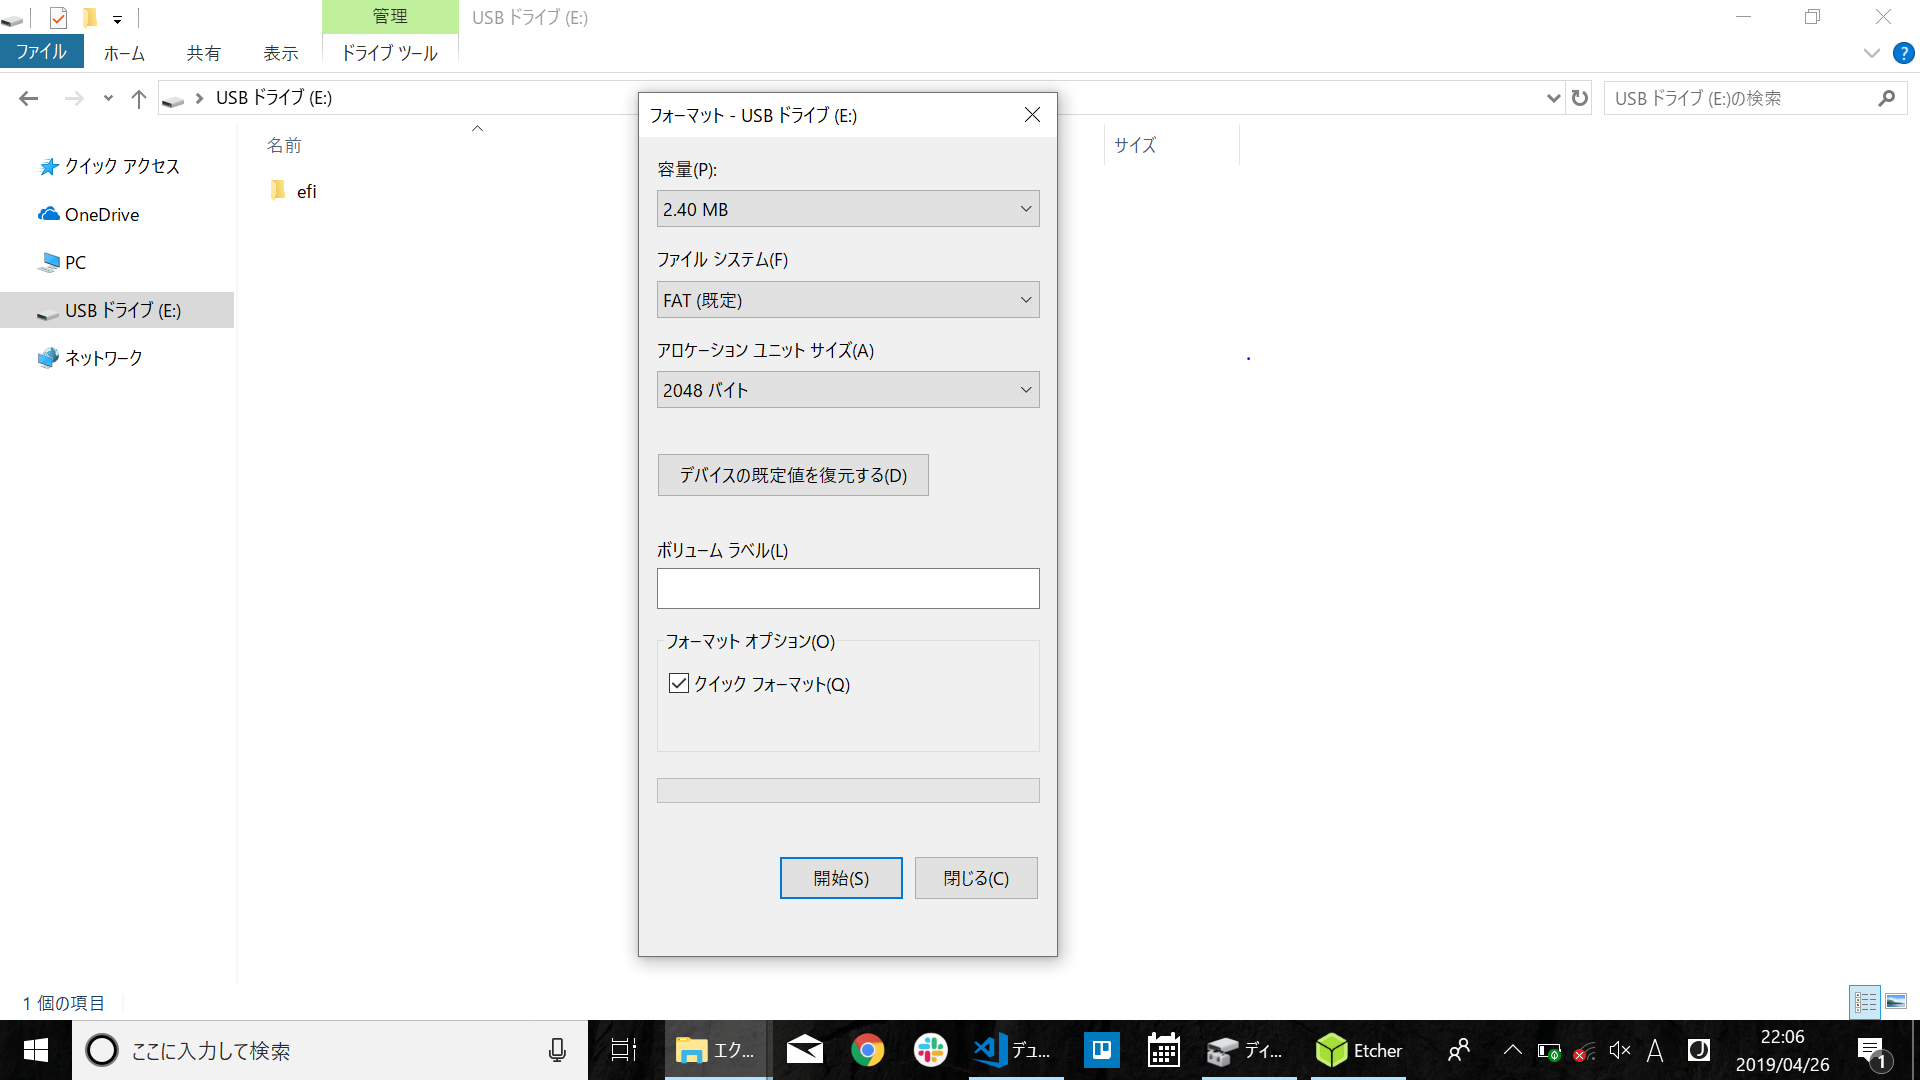 管理
USB ドライブ (E:)
ファイル
ホーム
共有
表示
ドライブ ツール
?
USB ドライブ (E:)
USB ドライブ (E:)の検索
クイック アクセス
OneDrive
PC
USB ドライブ (E:)
ネットワーク
名前
サイズ
efi
フォーマット - USB ドライブ (E:)
容量(P):
2.40 MB
ファイル システム(F)
FAT (既定)
アロケーション ユニット サイズ(A)
2048 バイト
デバイスの既定値を復元する(D)
ボリューム ラベル(L)
フォーマット オプション(O)
クイック フォーマット(Q)
開始(S)
閉じる(C)
1 個の項目
ここに入力して検索
エク...
デュ...
ディ...
Etcher
A
J
22:06
2019/04/26
1